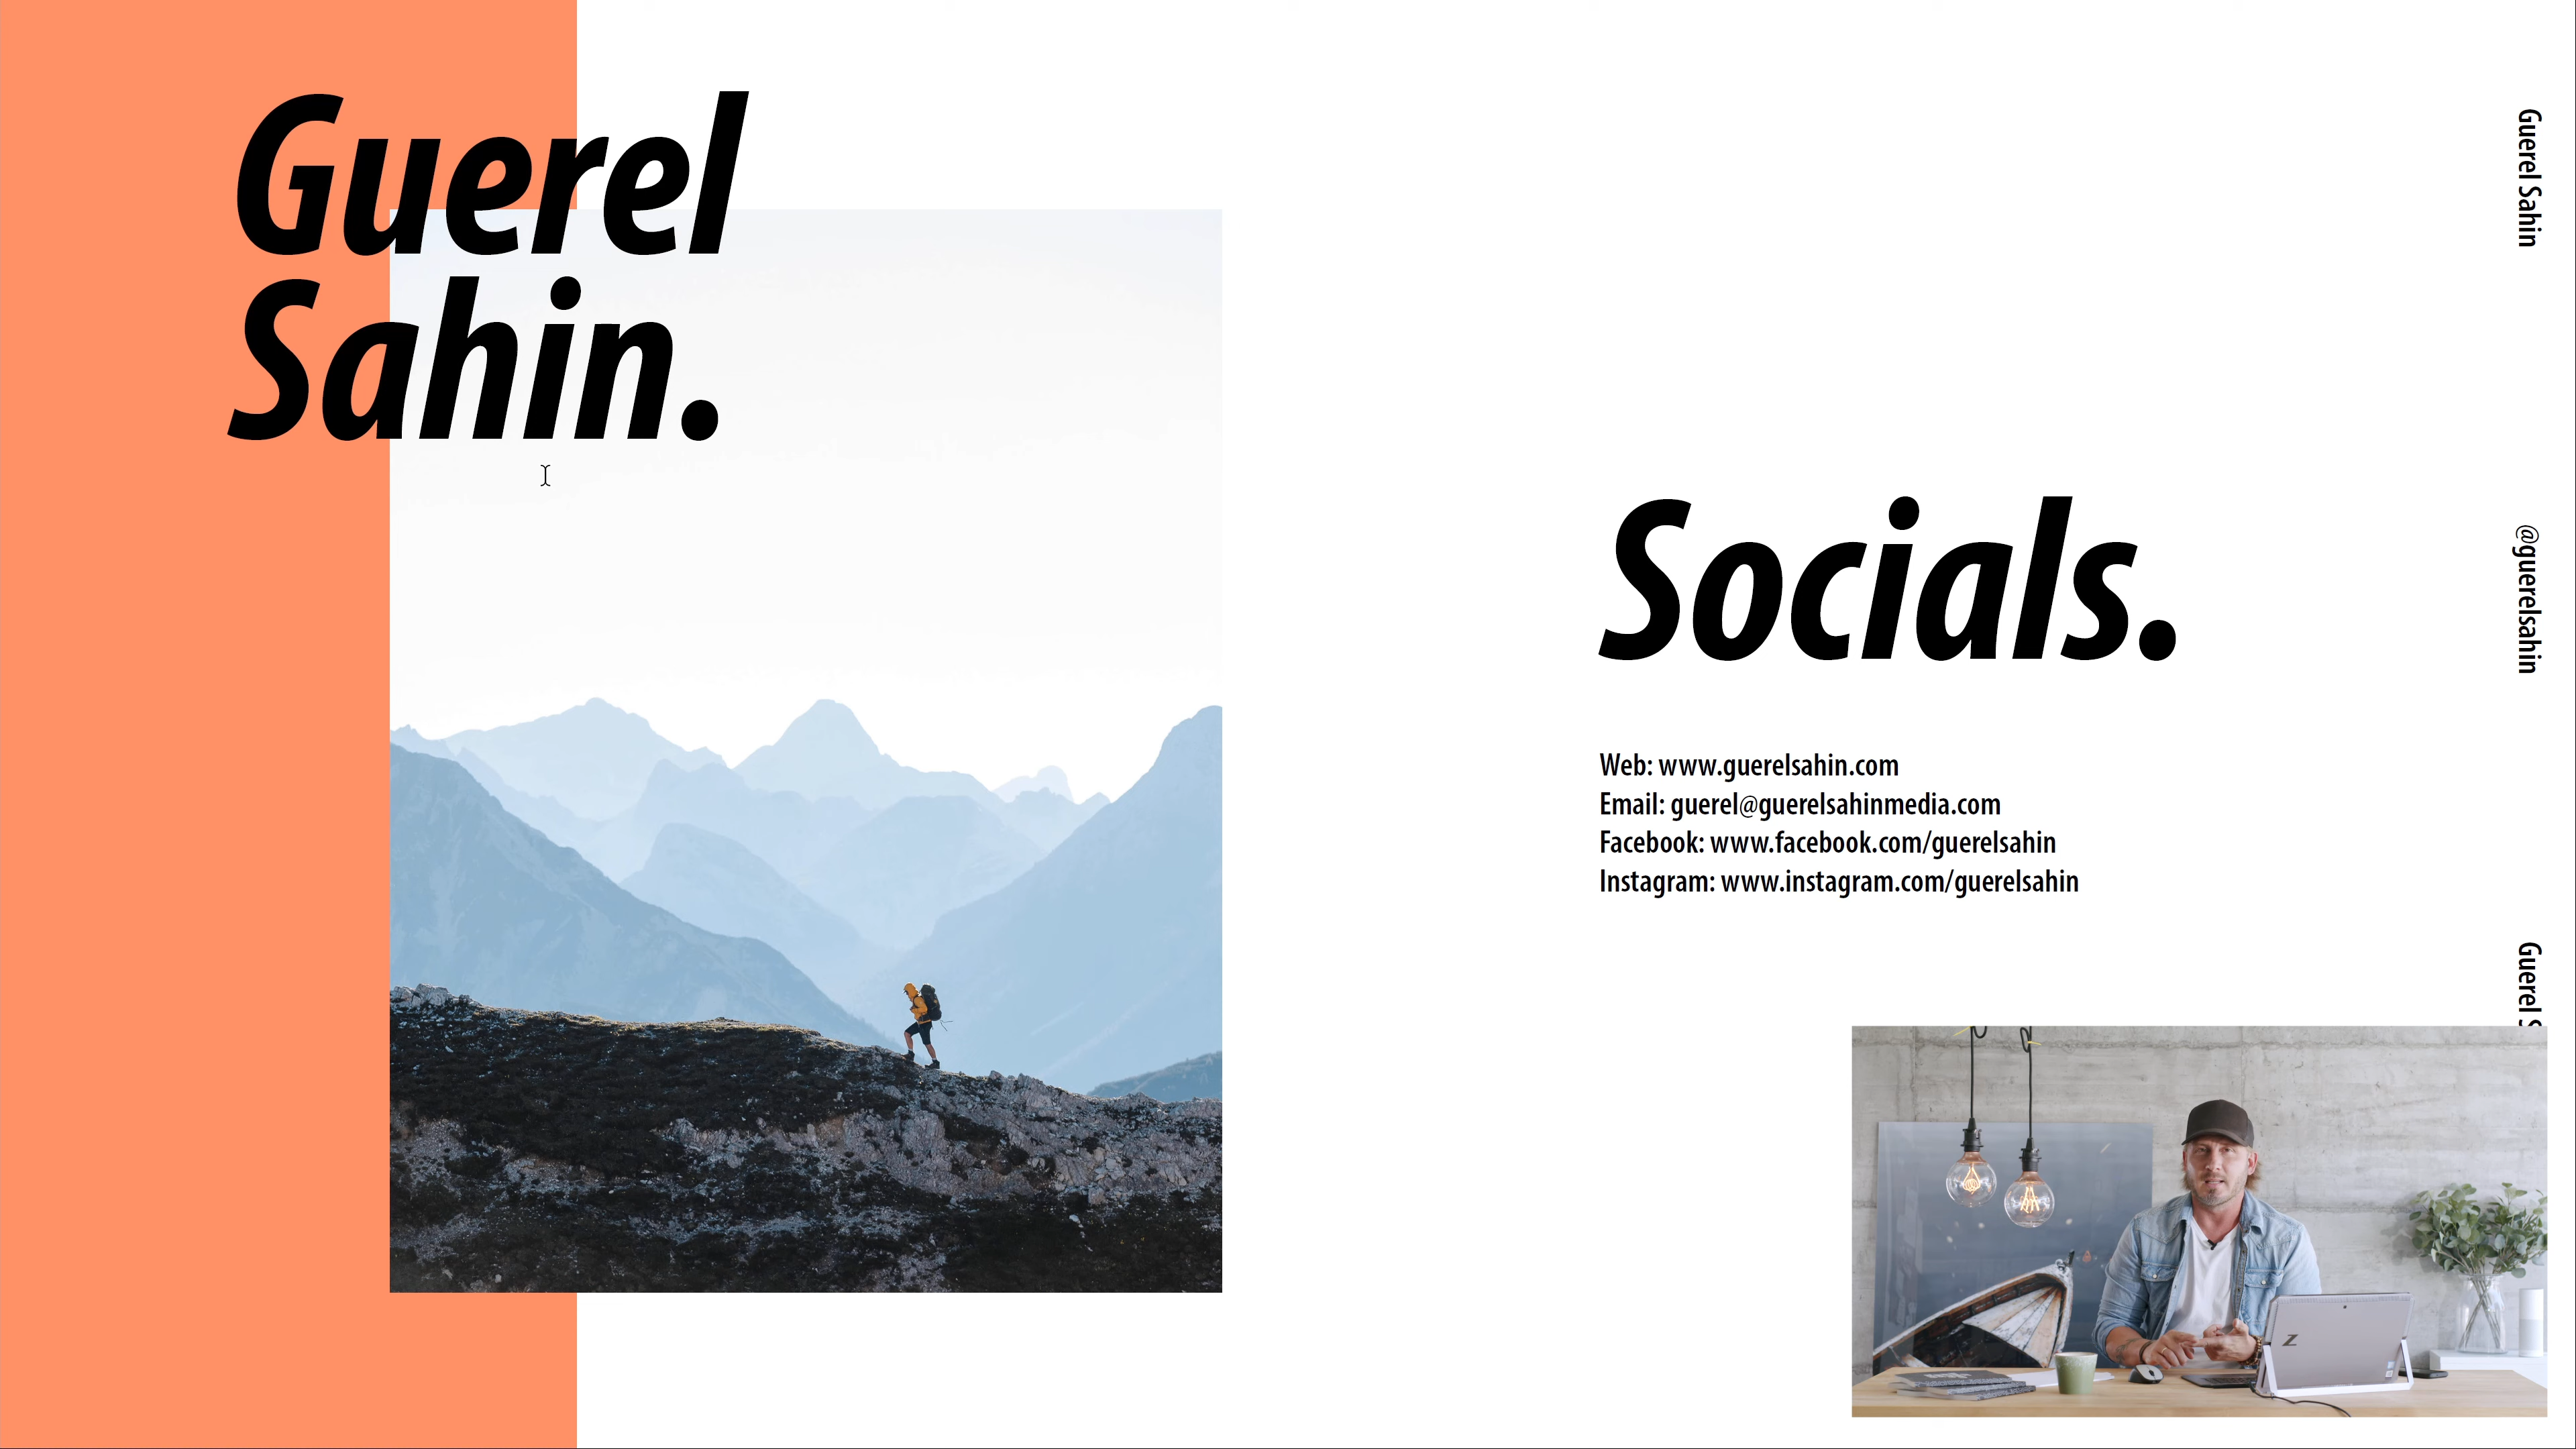 Guerel
Sahin.
Socials.
Web: www.guerelsahin.com
Email: guerel@guerelsahinmedia.com
Facebook: www.facebook.com/guerelsahin
Instagram: www.instagram.com/guerelsahin
Guerel Sahin
@guerelsahin
Guerel S